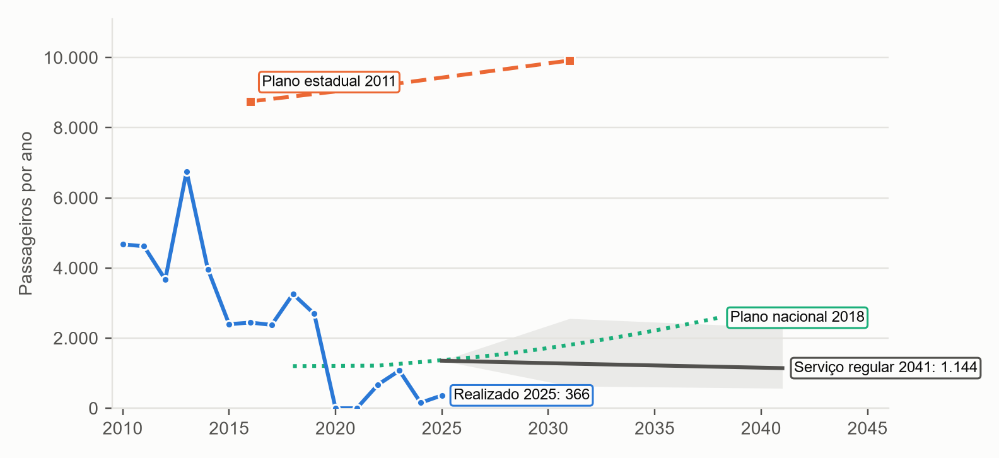 Passageiros por ano
10.000
8.000
6.000
4.000
2.000
0
Plano estadual 2011
Plano nacional 2018
Serviço regular 2041: 1.144
Realizado 2025: 366
2010 2015 2020 2025 2030 2035 2040 2045